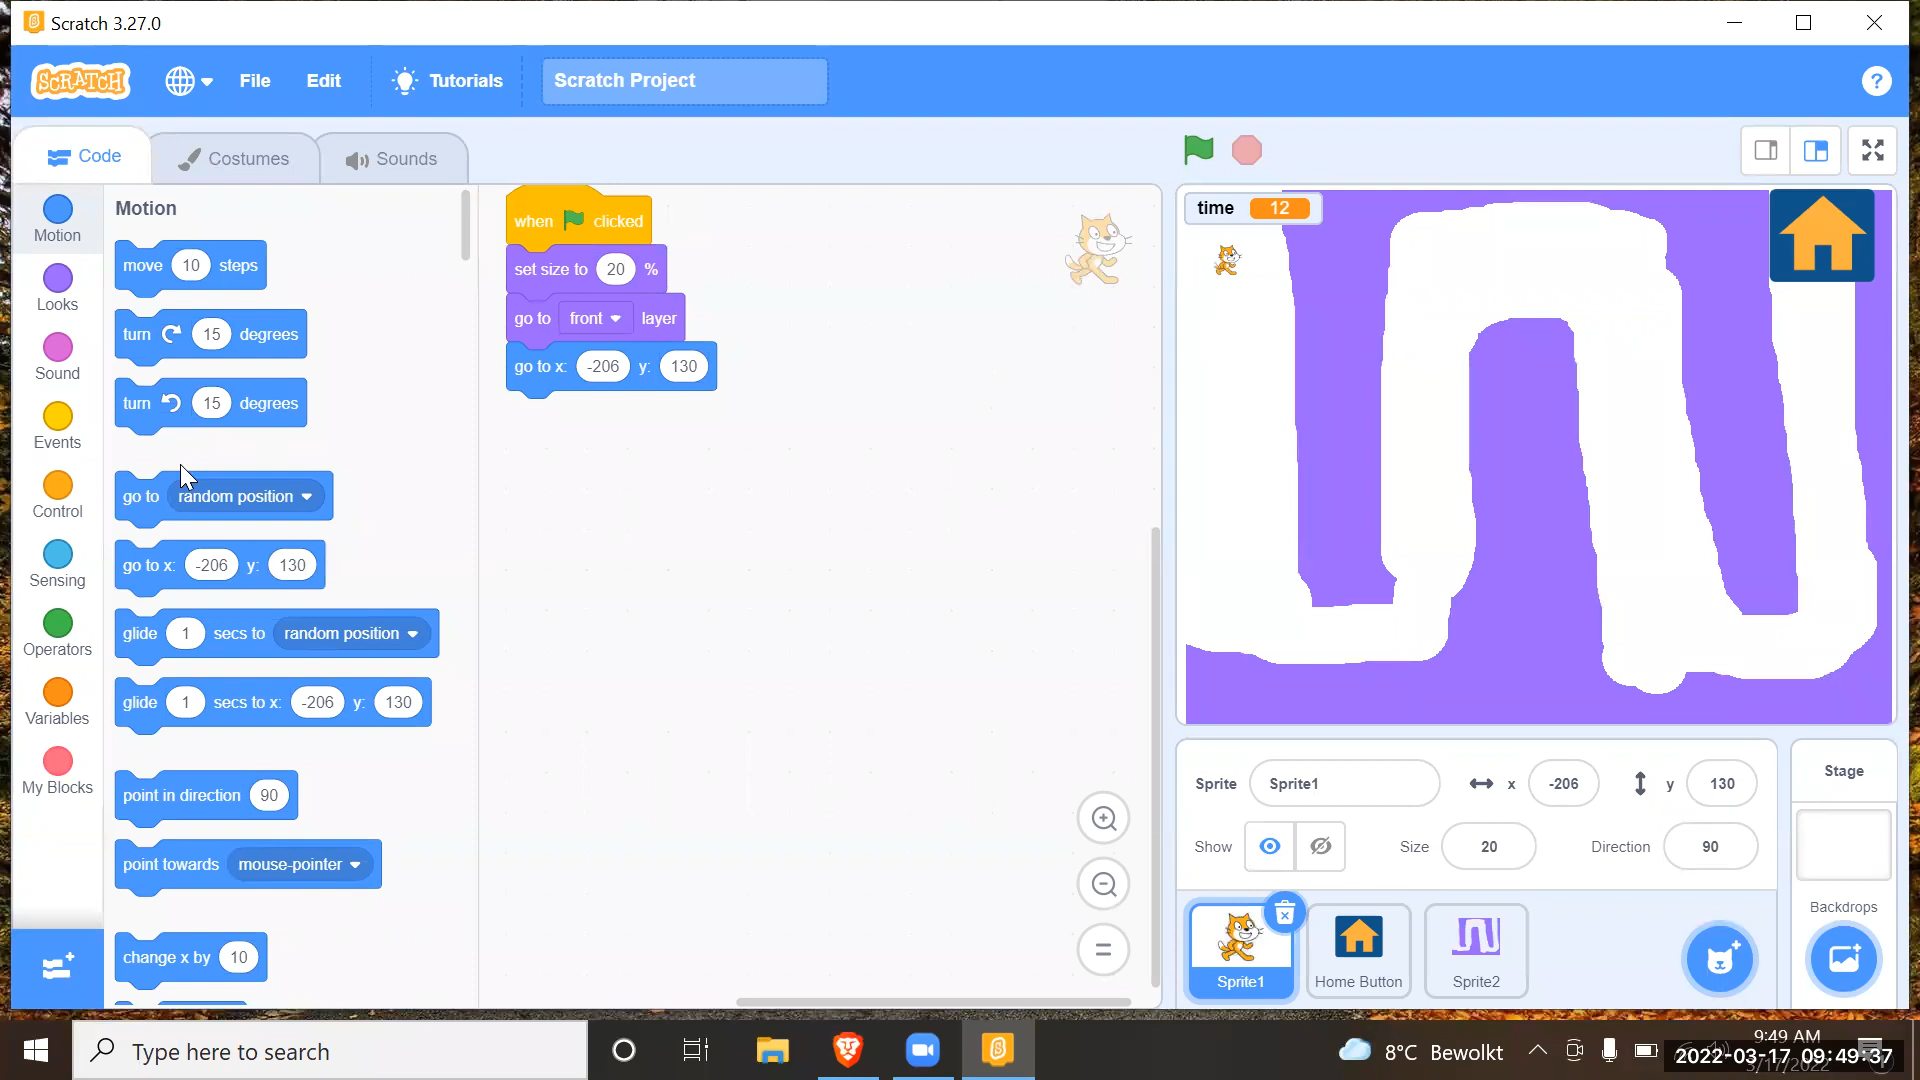 Scratch 3.27.0
SCRATCH
File
Edit
Tutorials
Scratch Project
?
Code
Costumes
Sounds
Motion
Looks
Sound
Events
Control
Sensing
Operators
Variables
My Blocks
Motion
move 10 steps
turn 15 degrees
turn 15 degrees
go to random position
go to x: -206 y: 130
glide 1 secs to random position
glide 1 secs to x: -206 y: 130
point in direction 90
point towards mouse-pointer
change x by 10
when clicked
set size to 20 %
go to front layer
go to x: -206 y: 130
time 12
Sprite Sprite1 x -206 y 130
Show Size 20 Direction 90
Sprite1
Home Button
Sprite2
Stage
Backdrops
Type here to search
8°C Bewolkt
9:49 AM
3/17/2022
2022-03-17 09:49:37